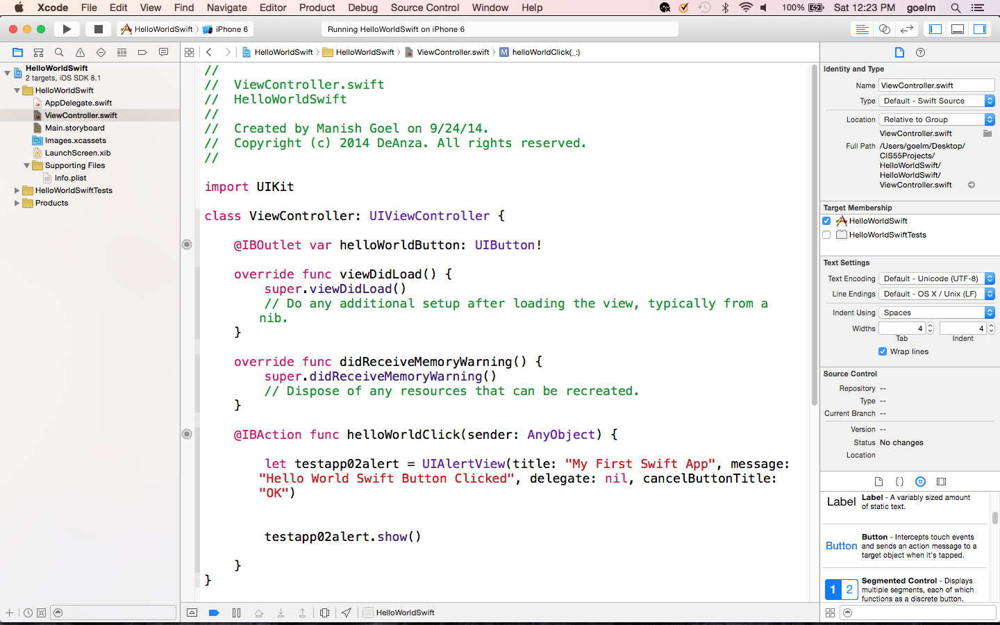 Xcode File Edit View Find Navigate Editor Product Debug Source Control Window Help 100% Sat 12:23 PM goelm
HelloWorldSwift iPhone 6 Running HelloWorldSwift on iPhone 6
HelloWorldSwift HelloWorldSwift ViewController.swift M helloWorldClick(_:)
HelloWorldSwift
2 targets, iOS SDK 8.1
HelloWorldSwift
AppDelegate.swift
ViewController.swift
Main.storyboard
Images.xcassets
LaunchScreen.xib
Supporting Files
Info.plist
HelloWorldSwiftTests
Products
//
// ViewController.swift
// HelloWorldSwift
//
// Created by Manish Goel on 9/24/14.
// Copyright (c) 2014 DeAnza. All rights reserved.
//
import UIKit
class ViewController: UIViewController {
@IBOutlet var helloWorldButton: UIButton!
override func viewDidLoad() {
super.viewDidLoad()
// Do any additional setup after loading the view, typically from a
nib.
}
override func didReceiveMemoryWarning() {
super.didReceiveMemoryWarning()
// Dispose of any resources that can be recreated.
}
@IBAction func helloWorldClick(sender: AnyObject) {
let testapp02alert = UIAlertView(title: "My First Swift App", message:
"Hello World Swift Button Clicked", delegate: nil, cancelButtonTitle:
"OK")
testapp02alert.show()
}
}
HelloWorldSwift
Identity and Type
Name ViewController.swift
Type Default - Swift Source
Location Relative to Group
ViewController.swift
Full Path /Users/goelm/Desktop/
CIS55Projects/
HelloWorldSwift/
HelloWorldSwift/
ViewController.swift
Target Membership
HelloWorldSwift
HelloWorldSwiftTests
Text Settings
Text Encoding Default - Unicode (UTF-8)
Line Endings Default - OS X / Unix (LF)
Indent Using Spaces
Widths 4 4
Tab Indent
Wrap lines
Source Control
Repository --
Type --
Current Branch --
Version --
Status No changes
Location
{}
Label Label - A variably sized amount
of static text.
Button Button - Intercepts touch events
and sends an action message to a
target object when it's tapped.
1 2 Segmented Control - Displays
multiple segments, each of which
functions as a discrete button.